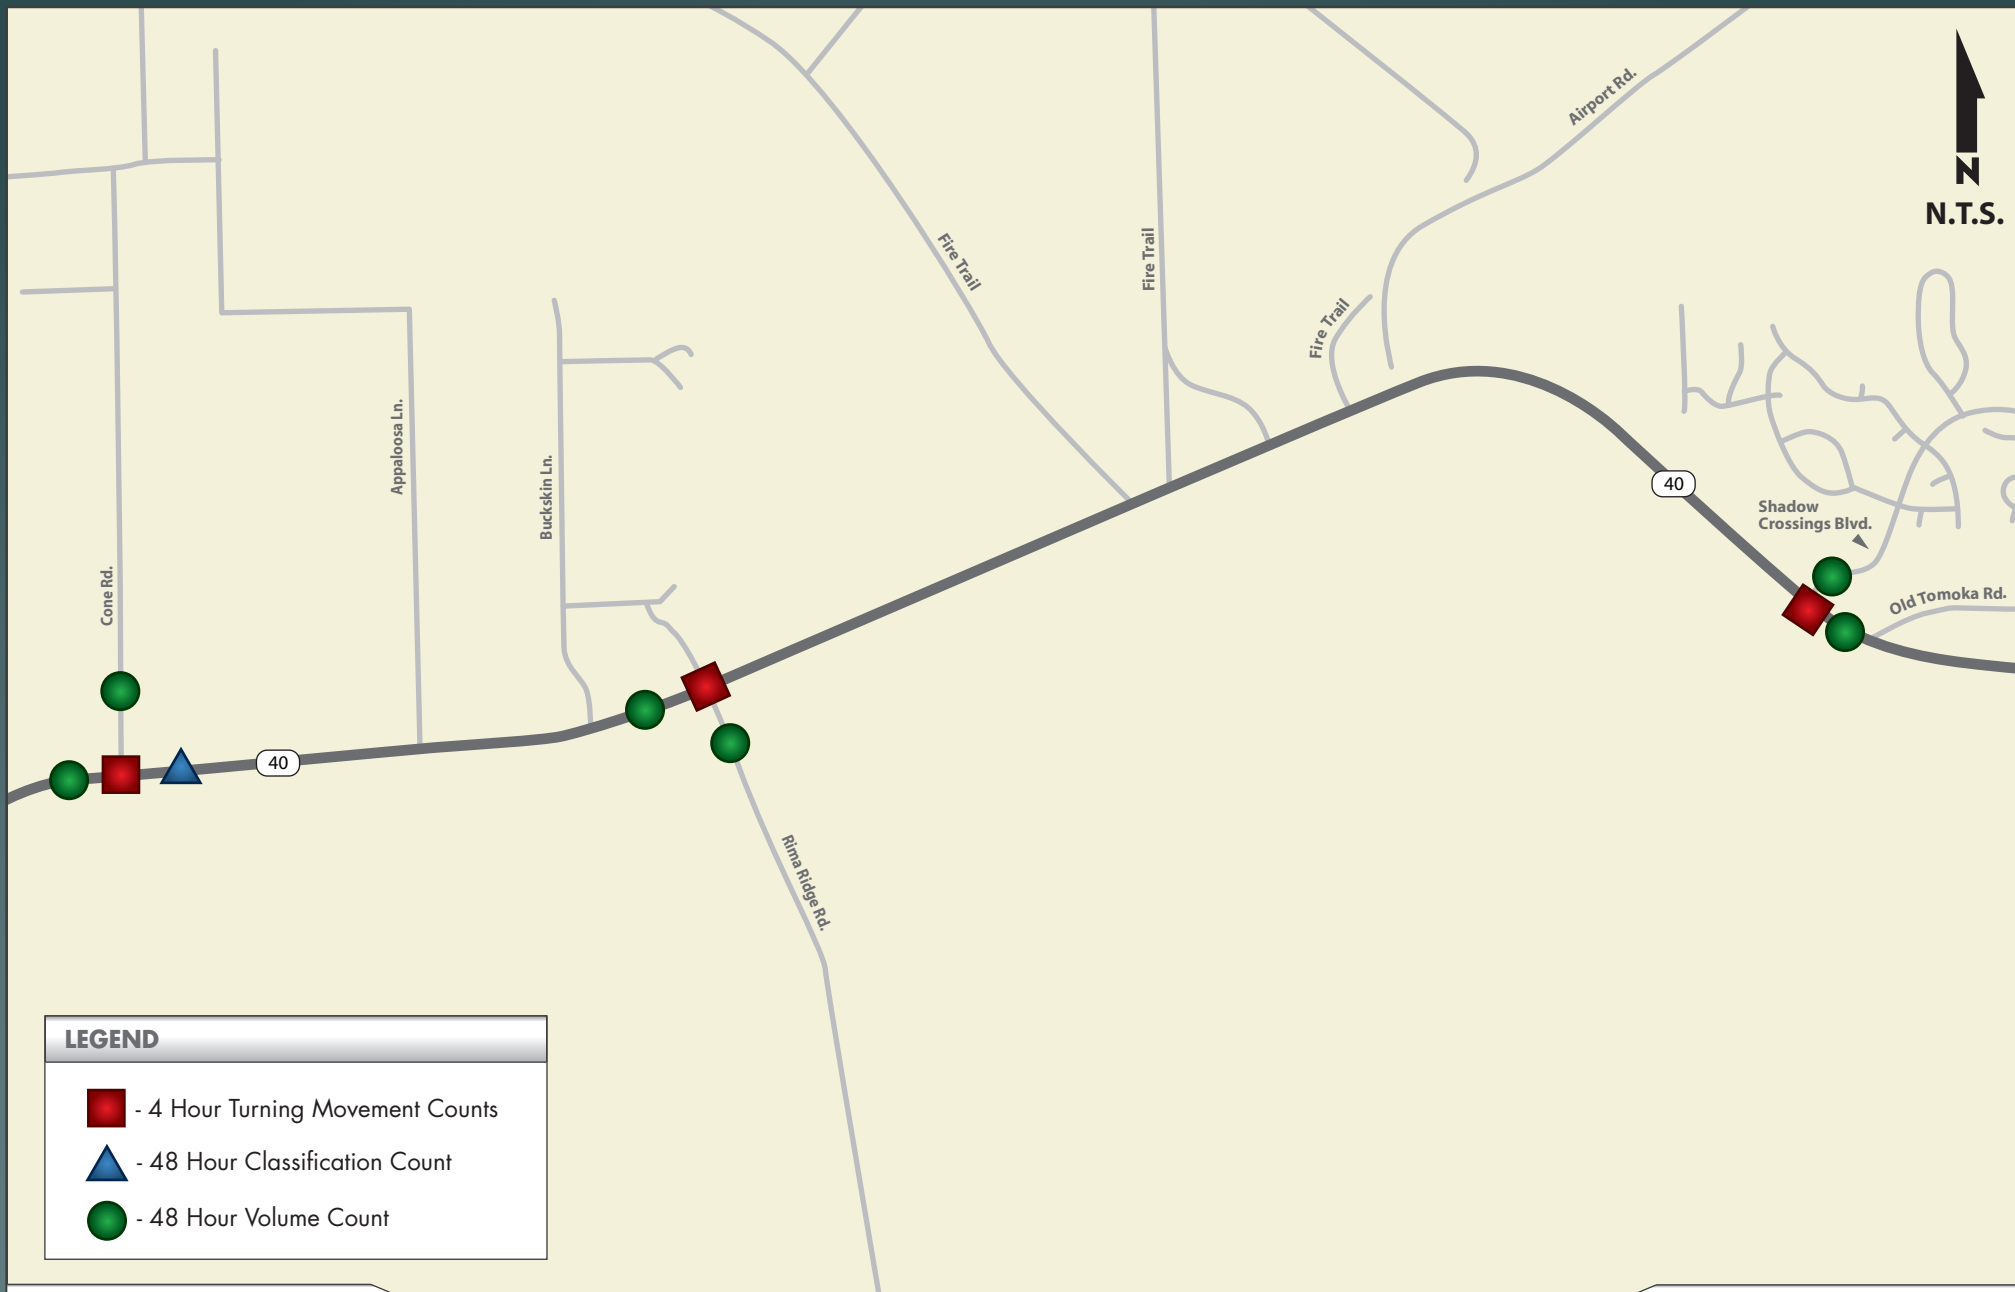 Airport Rd.
N
N.T.S.
Fire Trail
Fire Trail
Fire Trail
Appaloosa Ln.
Buckskin Ln.
40
Shadow
Crossings Blvd.
Cone Rd.
Old Tomoka Rd.
40
Rima Ridge Rd.
LEGEND
- 4 Hour Turning Movement Counts
- 48 Hour Classification Count
- 48 Hour Volume Count